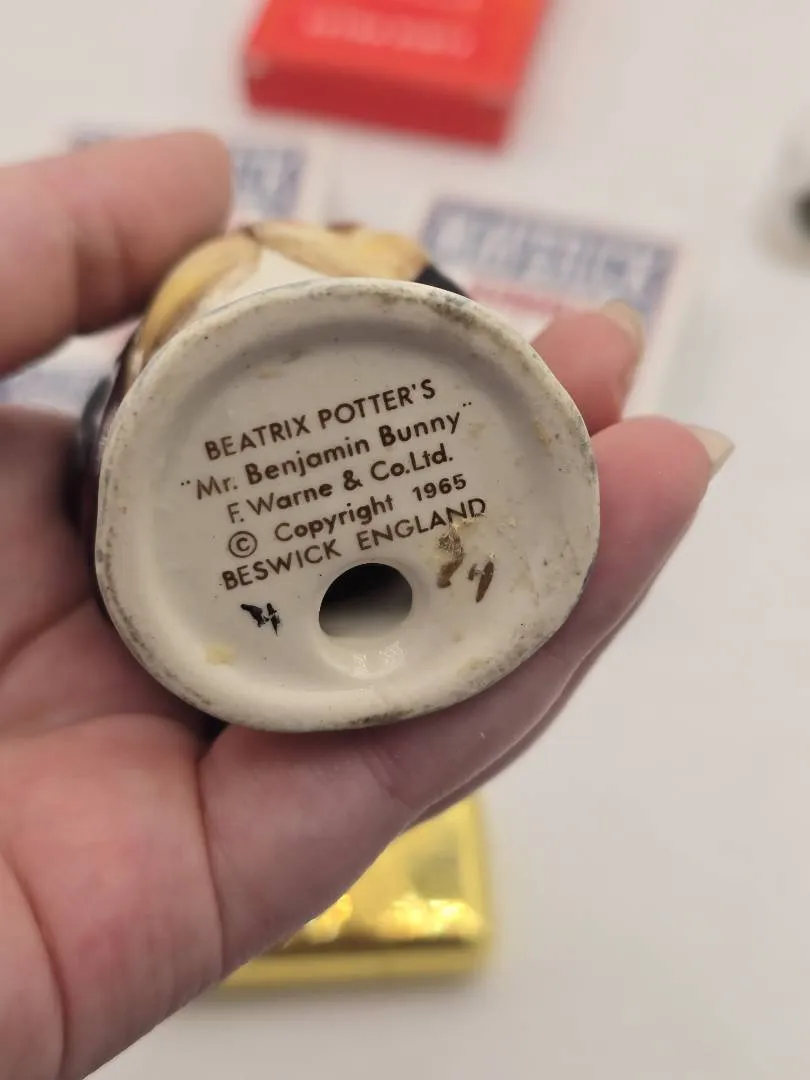 BEATRIX POTTER'S
"Mr. Benjamin Bunny"
F. Warne & Co.Ltd.
© Copyright 1965
BESWICK ENGLAND